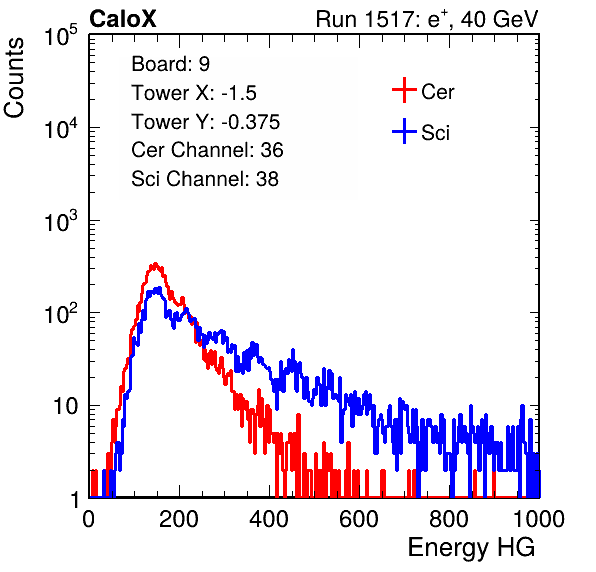 CaloX Run 1517: e⁺, 40 GeV
Counts
Board: 9
Tower X: -1.5
Tower Y: -0.375
Cer Channel: 36
Sci Channel: 38
Cer
Sci
10⁵
10⁴
10³
10²
10
1
0 200 400 600 800 1000
Energy HG